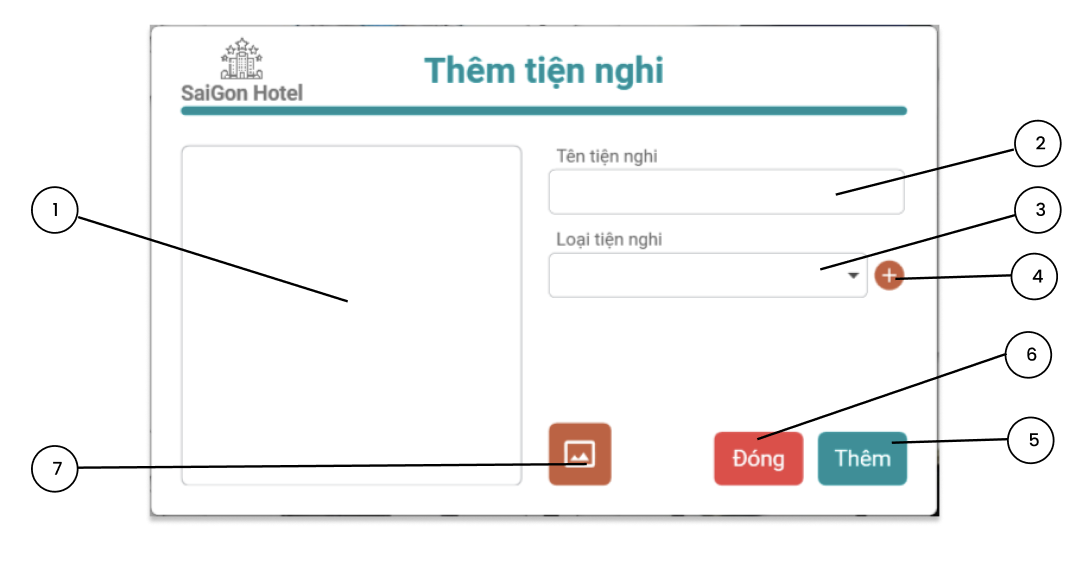 SaiGon Hotel
Thêm tiện nghi
Tên tiện nghi
2
1
3
Loại tiện nghi
4
6
7
Đóng
Thêm
5